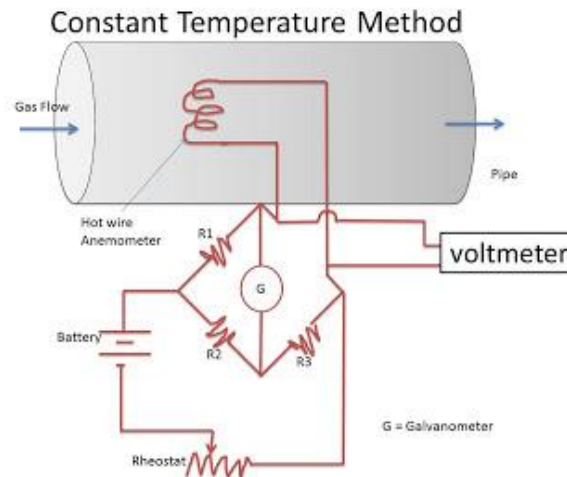 Constant Temperature Method
Gas Flow
Pipe
Hot wire
Anemometer
R1
voltmeter
G
Battery
R2
R3
G = Galvanometer
Rheostat